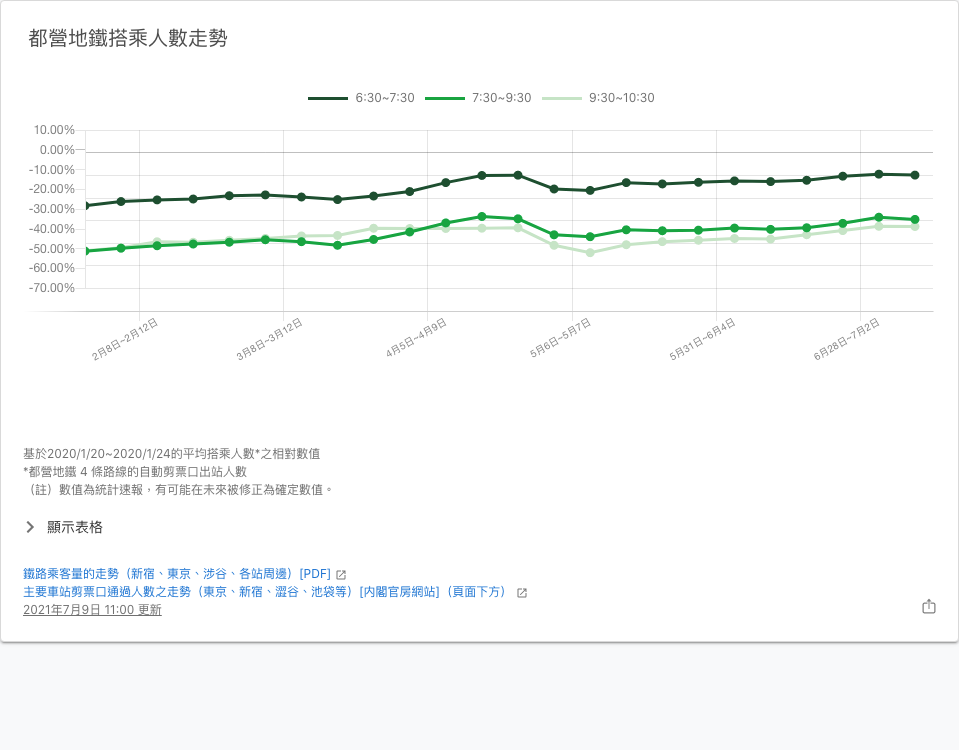 都營地鐵搭乘人數走勢
6:30~7:30 7:30~9:30 9:30~10:30
10.00%
0.00%
-10.00%
-20.00%
-30.00%
-40.00%
-50.00%
-60.00%
-70.00%
2月8日~2月12日 3月8日~3月12日 4月5日~4月9日 5月6日~5月7日 5月31日~6月4日 6月28日~7月2日
基於2020/1/20~2020/1/24的平均搭乘人數*之相對數值
*都營地鐵 4 條路線的自動剪票口出站人數
（註）數值為統計速報，有可能在未來被修正為確定數值。
顯示表格
鐵路乘客量的走勢（新宿、東京、涉谷、各站周邊）[PDF]
主要車站剪票口通過人數之走勢（東京、新宿、澀谷、池袋等）[内閣官房網站]（頁面下方）
2021年7月9日 11:00 更新